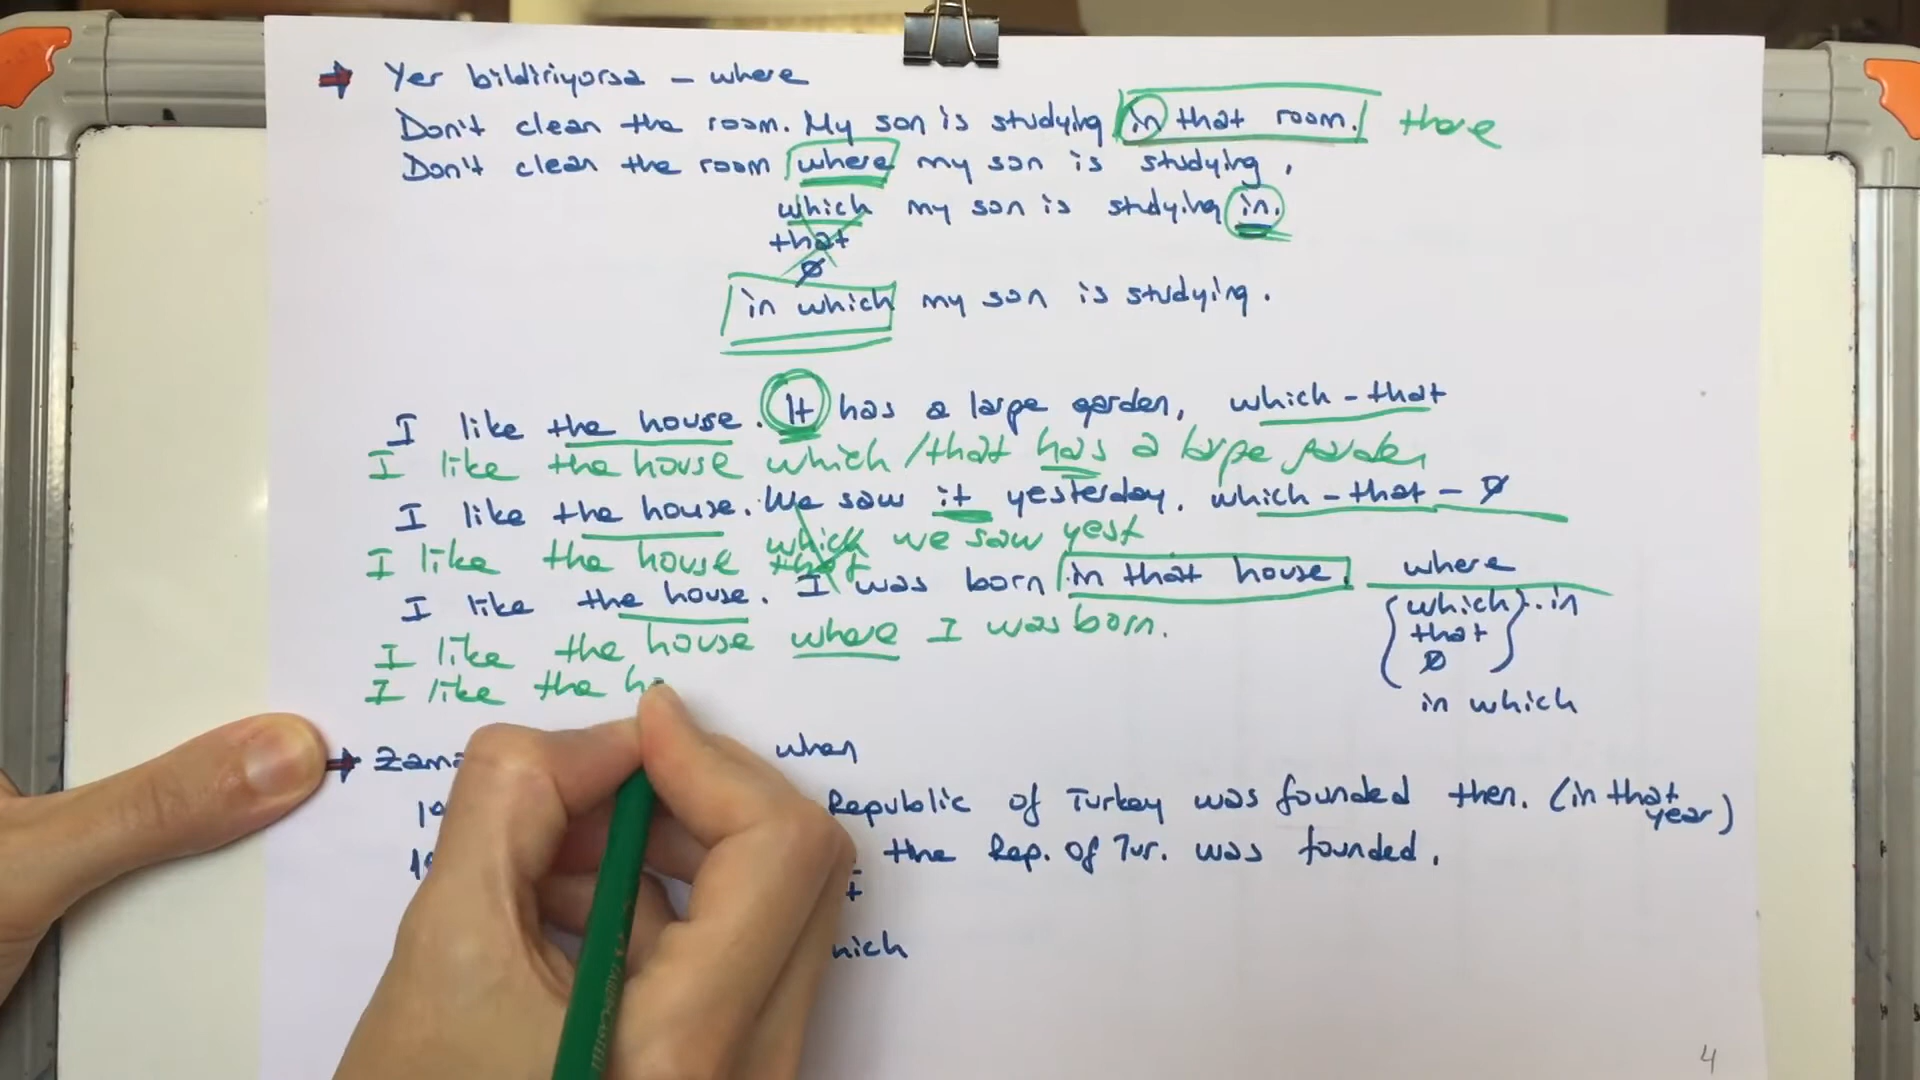 Yer bildiriyorsa – where
Don't clean the room. My son is studying in that room. there
Don't clean the room where my son is studying.
which my son is studying in.
that
Ø
in which my son is studying.
I like the house. It has a large garden, which – that
I like the house which / that has a large garden
I like the house. We saw it yesterday. which – that – Ø
I like the house which we saw yest
that
I like the house. I was born in that house. where
which in
that
Ø
in which
I like the house where I was born.
I like the ho
when
Republic of Turkey was founded then. (in that year)
the Rep. of Tur. was founded.
4